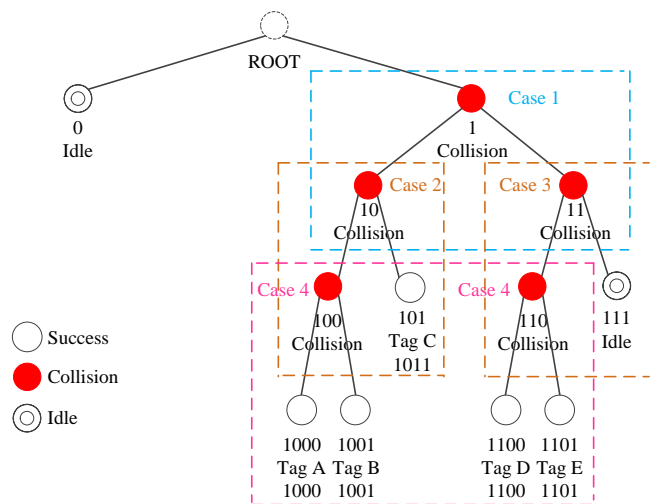 ROOT
Case 1
0
Idle
1
Collision
Case 2
Case 3
10
Collision
11
Collision
Case 4
Case 4
100
Collision
101
Tag C
1011
110
Collision
111
Idle
Success
Collision
Idle
1000
Tag A
1000
1001
Tag B
1001
1100
Tag D
1100
1101
Tag E
1101